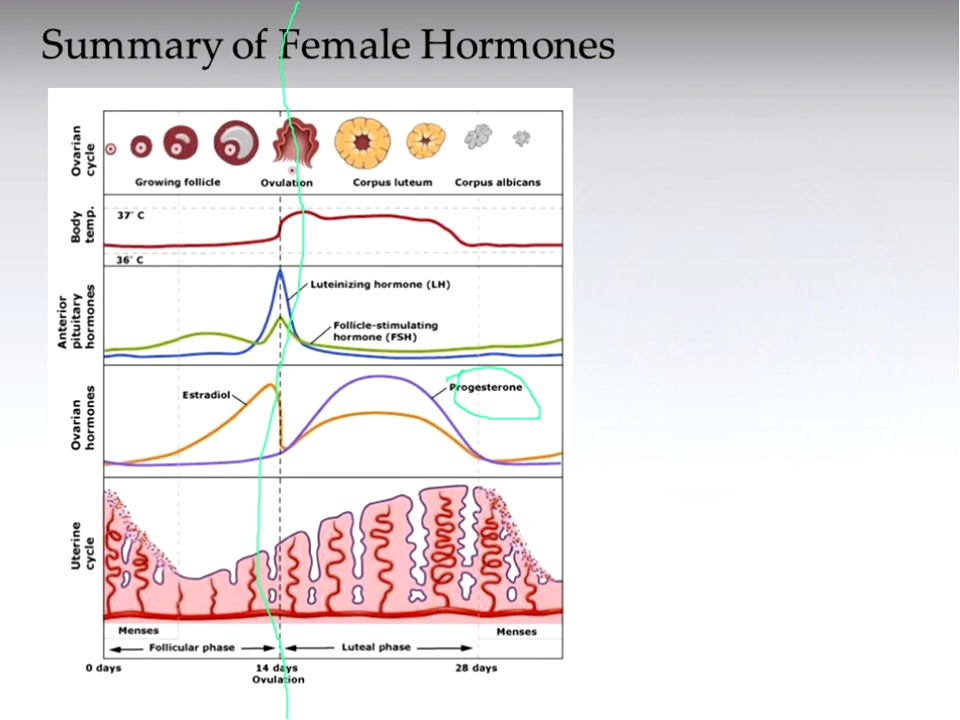 Summary of Female Hormones
Ovarian
cycle
Growing follicle
Ovulation
Corpus luteum
Corpus albicans
Body
temp.
37° C
36° C
Anterior
pituitary
hormones
Luteinizing hormone (LH)
Follicle-stimulating
hormone (FSH)
Ovarian
hormones
Estradiol
Progesterone
Uterine
cycle
Menses
Menses
Follicular phase
Luteal phase
0 days
14 days
Ovulation
28 days